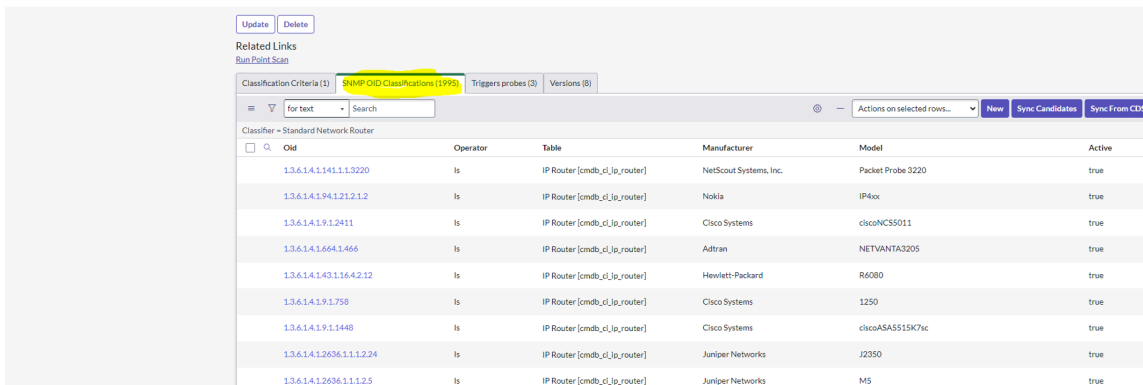 Update Delete
Related Links
Run Point Scan
Classification Criteria (1) SNMP OID Classifications (1995) Triggers probes (3) Versions (8)
for text Search Actions on selected rows... New Sync Candidates Sync From CDS
Classifier = Standard Network Router
Oid Operator Table Manufacturer Model Active
1.3.6.1.4.1.141.1.1.3220 Is IP Router [cmdb_ci_ip_router] NetScout Systems, Inc. Packet Probe 3220 true
1.3.6.1.4.1.94.1.21.2.1.2 Is IP Router [cmdb_ci_ip_router] Nokia IP4xx true
1.3.6.1.4.1.9.1.2411 Is IP Router [cmdb_ci_ip_router] Cisco Systems ciscoNCS5011 true
1.3.6.1.4.1.664.1.466 Is IP Router [cmdb_ci_ip_router] Adtran NETVANTA3205 true
1.3.6.1.4.1.43.1.16.4.2.12 Is IP Router [cmdb_ci_ip_router] Hewlett-Packard R6080 true
1.3.6.1.4.1.9.1.758 Is IP Router [cmdb_ci_ip_router] Cisco Systems 1250 true
1.3.6.1.4.1.9.1.1448 Is IP Router [cmdb_ci_ip_router] Cisco Systems ciscoASA5515K7sc true
1.3.6.1.4.1.2636.1.1.1.2.24 Is IP Router [cmdb_ci_ip_router] Juniper Networks J2350 true
1.3.6.1.4.1.2636.1.1.1.2.5 Is IP Router [cmdb_ci_ip_router] Juniper Networks M5 true